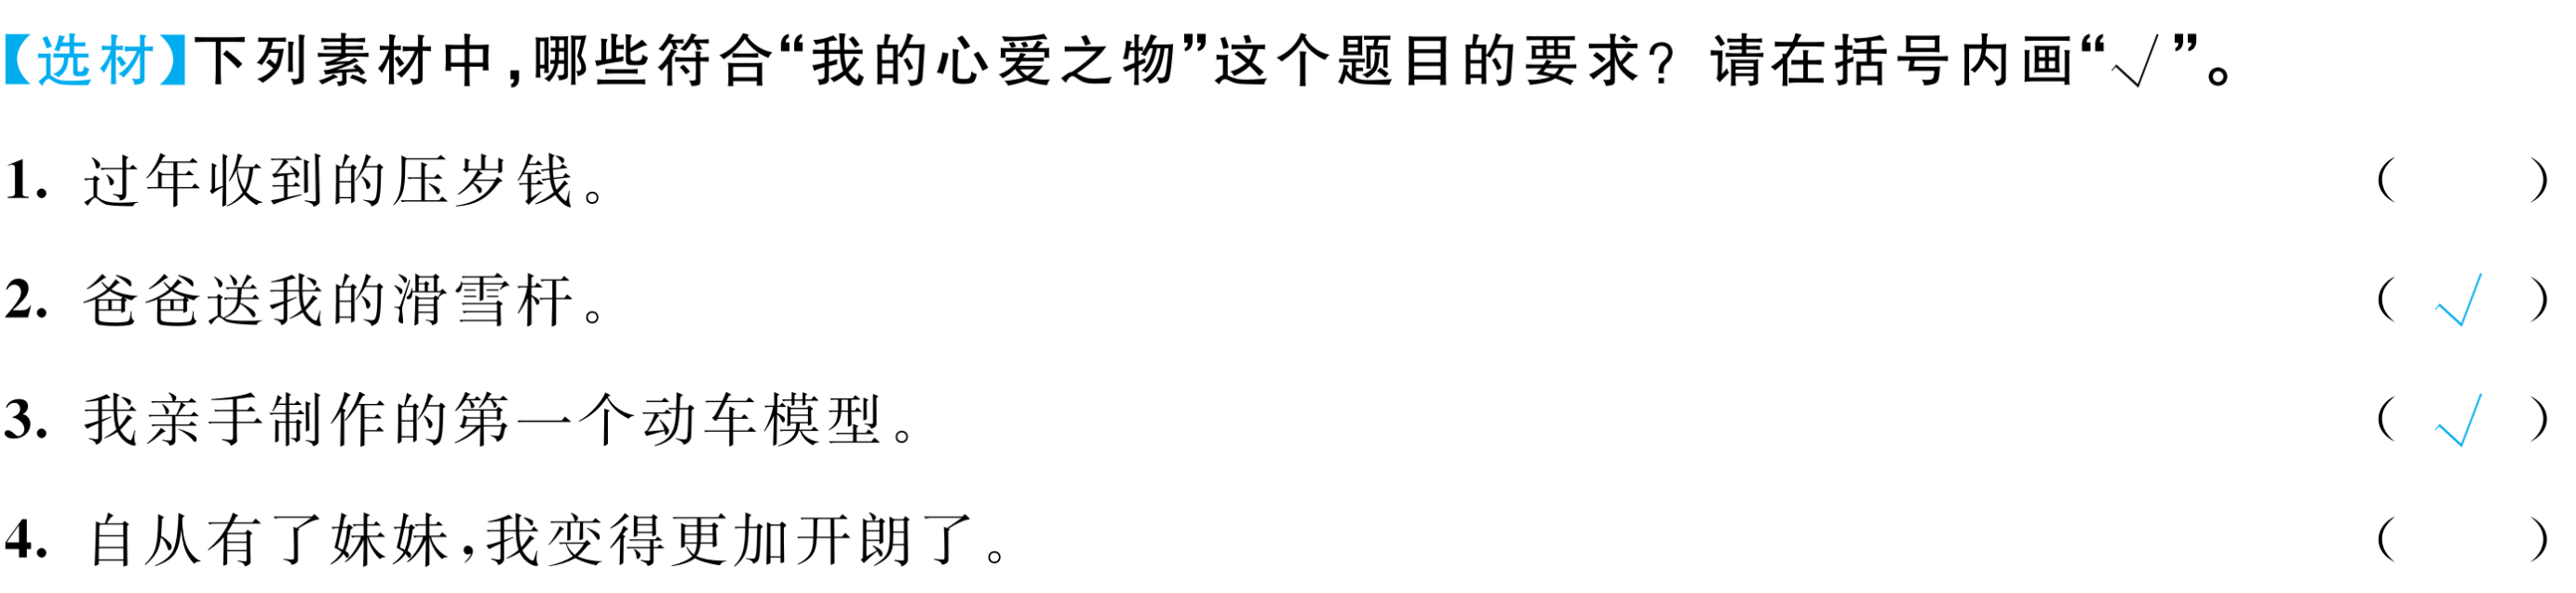 【选材】下列素材中,哪些符合“我的心爱之物”这个题目的要求？请在括号内画“√”。
1. 过年收到的压岁钱。 (  )
2. 爸爸送我的滑雪杆。 ( √ )
3. 我亲手制作的第一个动车模型。 ( √ )
4. 自从有了妹妹,我变得更加开朗了。 (  )